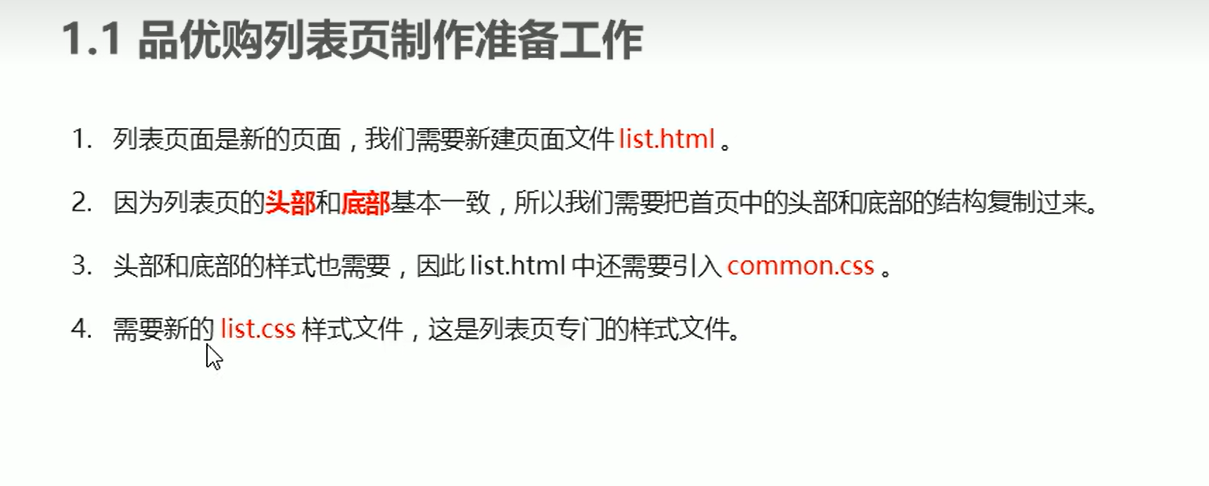 1.1 品优购列表页制作准备工作
1. 列表页面是新的页面，我们需要新建页面文件 list.html 。
2. 因为列表页的头部和底部基本一致，所以我们需要把首页中的头部和底部的结构复制过来。
3. 头部和底部的样式也需要，因此 list.html 中还需要引入 common.css 。
4. 需要新的 list.css 样式文件，这是列表页专门的样式文件。